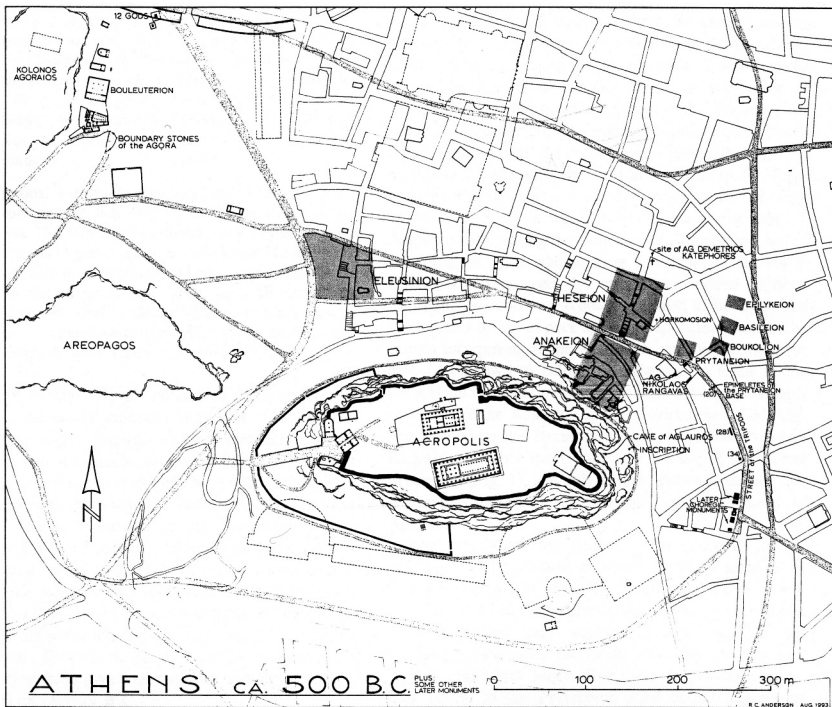 12 GODS
KOLONOS
AGORAIOS
BOULEUTERION
BOUNDARY STONES
of the AGORA
site of AG. DEMETRIOS
KATEPHORES
ELEUSINION
THESEION
HORKOMOSION
EPILYKEION
BASILEION
BOUKOLION
ANAKEION
PRYTANEION
AREOPAGOS
AG.
NIKOLAOS
RANGAVAS
EPIMELETES of
the PRYTANEION
BASE
(20)
ACROPOLIS
CAVE of AGLAUROS
INSCRIPTION
(28)
(34)
STREET of the TRIPODS
LATER
CHOREGIC
MONUMENTS
N
ATHENS CA. 500 B.C. PLUS
SOME OTHER
LATER MONUMENTS
0 100 200 300 m
R.C. ANDERSON AUG. 1993